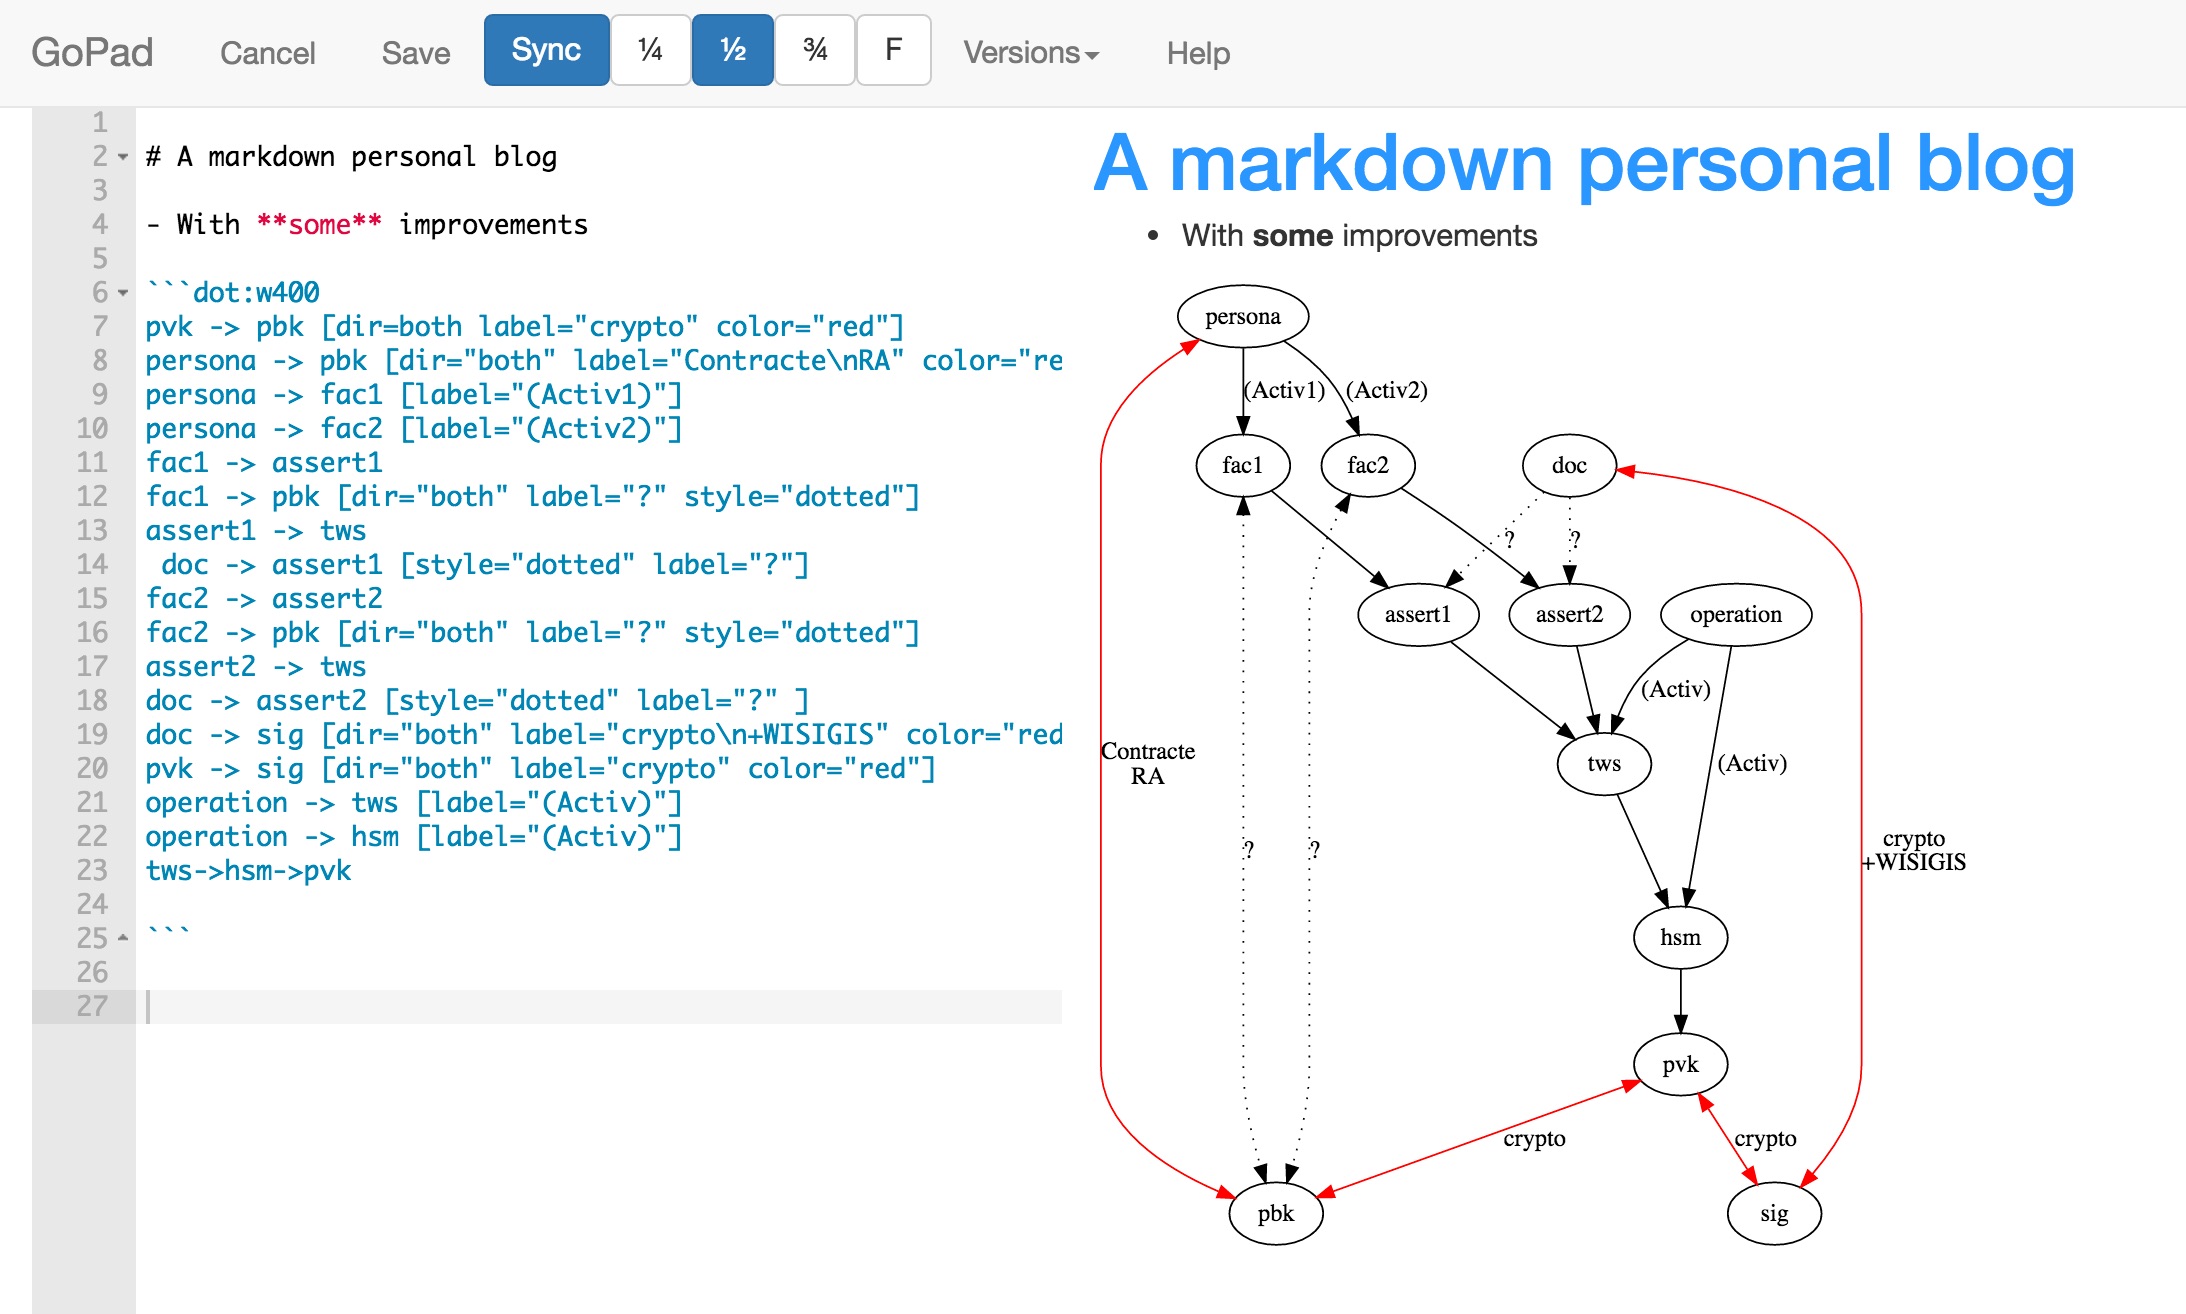 GoPad Cancel Save Sync ¼ ½ ¾ F Versions Help
1
2 # A markdown personal blog
3
4 - With **some** improvements
5
6 ```dot:w400
7 pvk -> pbk [dir=both label="crypto" color="red"]
8 persona -> pbk [dir="both" label="Contracte\nRA" color="re
9 persona -> fac1 [label="(Activ1)"]
10 persona -> fac2 [label="(Activ2)"]
11 fac1 -> assert1
12 fac1 -> pbk [dir="both" label="?" style="dotted"]
13 assert1 -> tws
14  doc -> assert1 [style="dotted" label="?"]
15 fac2 -> assert2
16 fac2 -> pbk [dir="both" label="?" style="dotted"]
17 assert2 -> tws
18 doc -> assert2 [style="dotted" label="?" ]
19 doc -> sig [dir="both" label="crypto\n+WISIGIS" color="red
20 pvk -> sig [dir="both" label="crypto" color="red"]
21 operation -> tws [label="(Activ)"]
22 operation -> hsm [label="(Activ)"]
23 tws->hsm->pvk
24
25 ```
26
27
A markdown personal blog
• With some improvements
persona
(Activ1) (Activ2)
fac1 fac2 doc
? ?
assert1 assert2 operation
(Activ)
Contracte
RA
tws (Activ)
? ?
crypto
+WISIGIS
hsm
pvk
crypto crypto
pbk sig